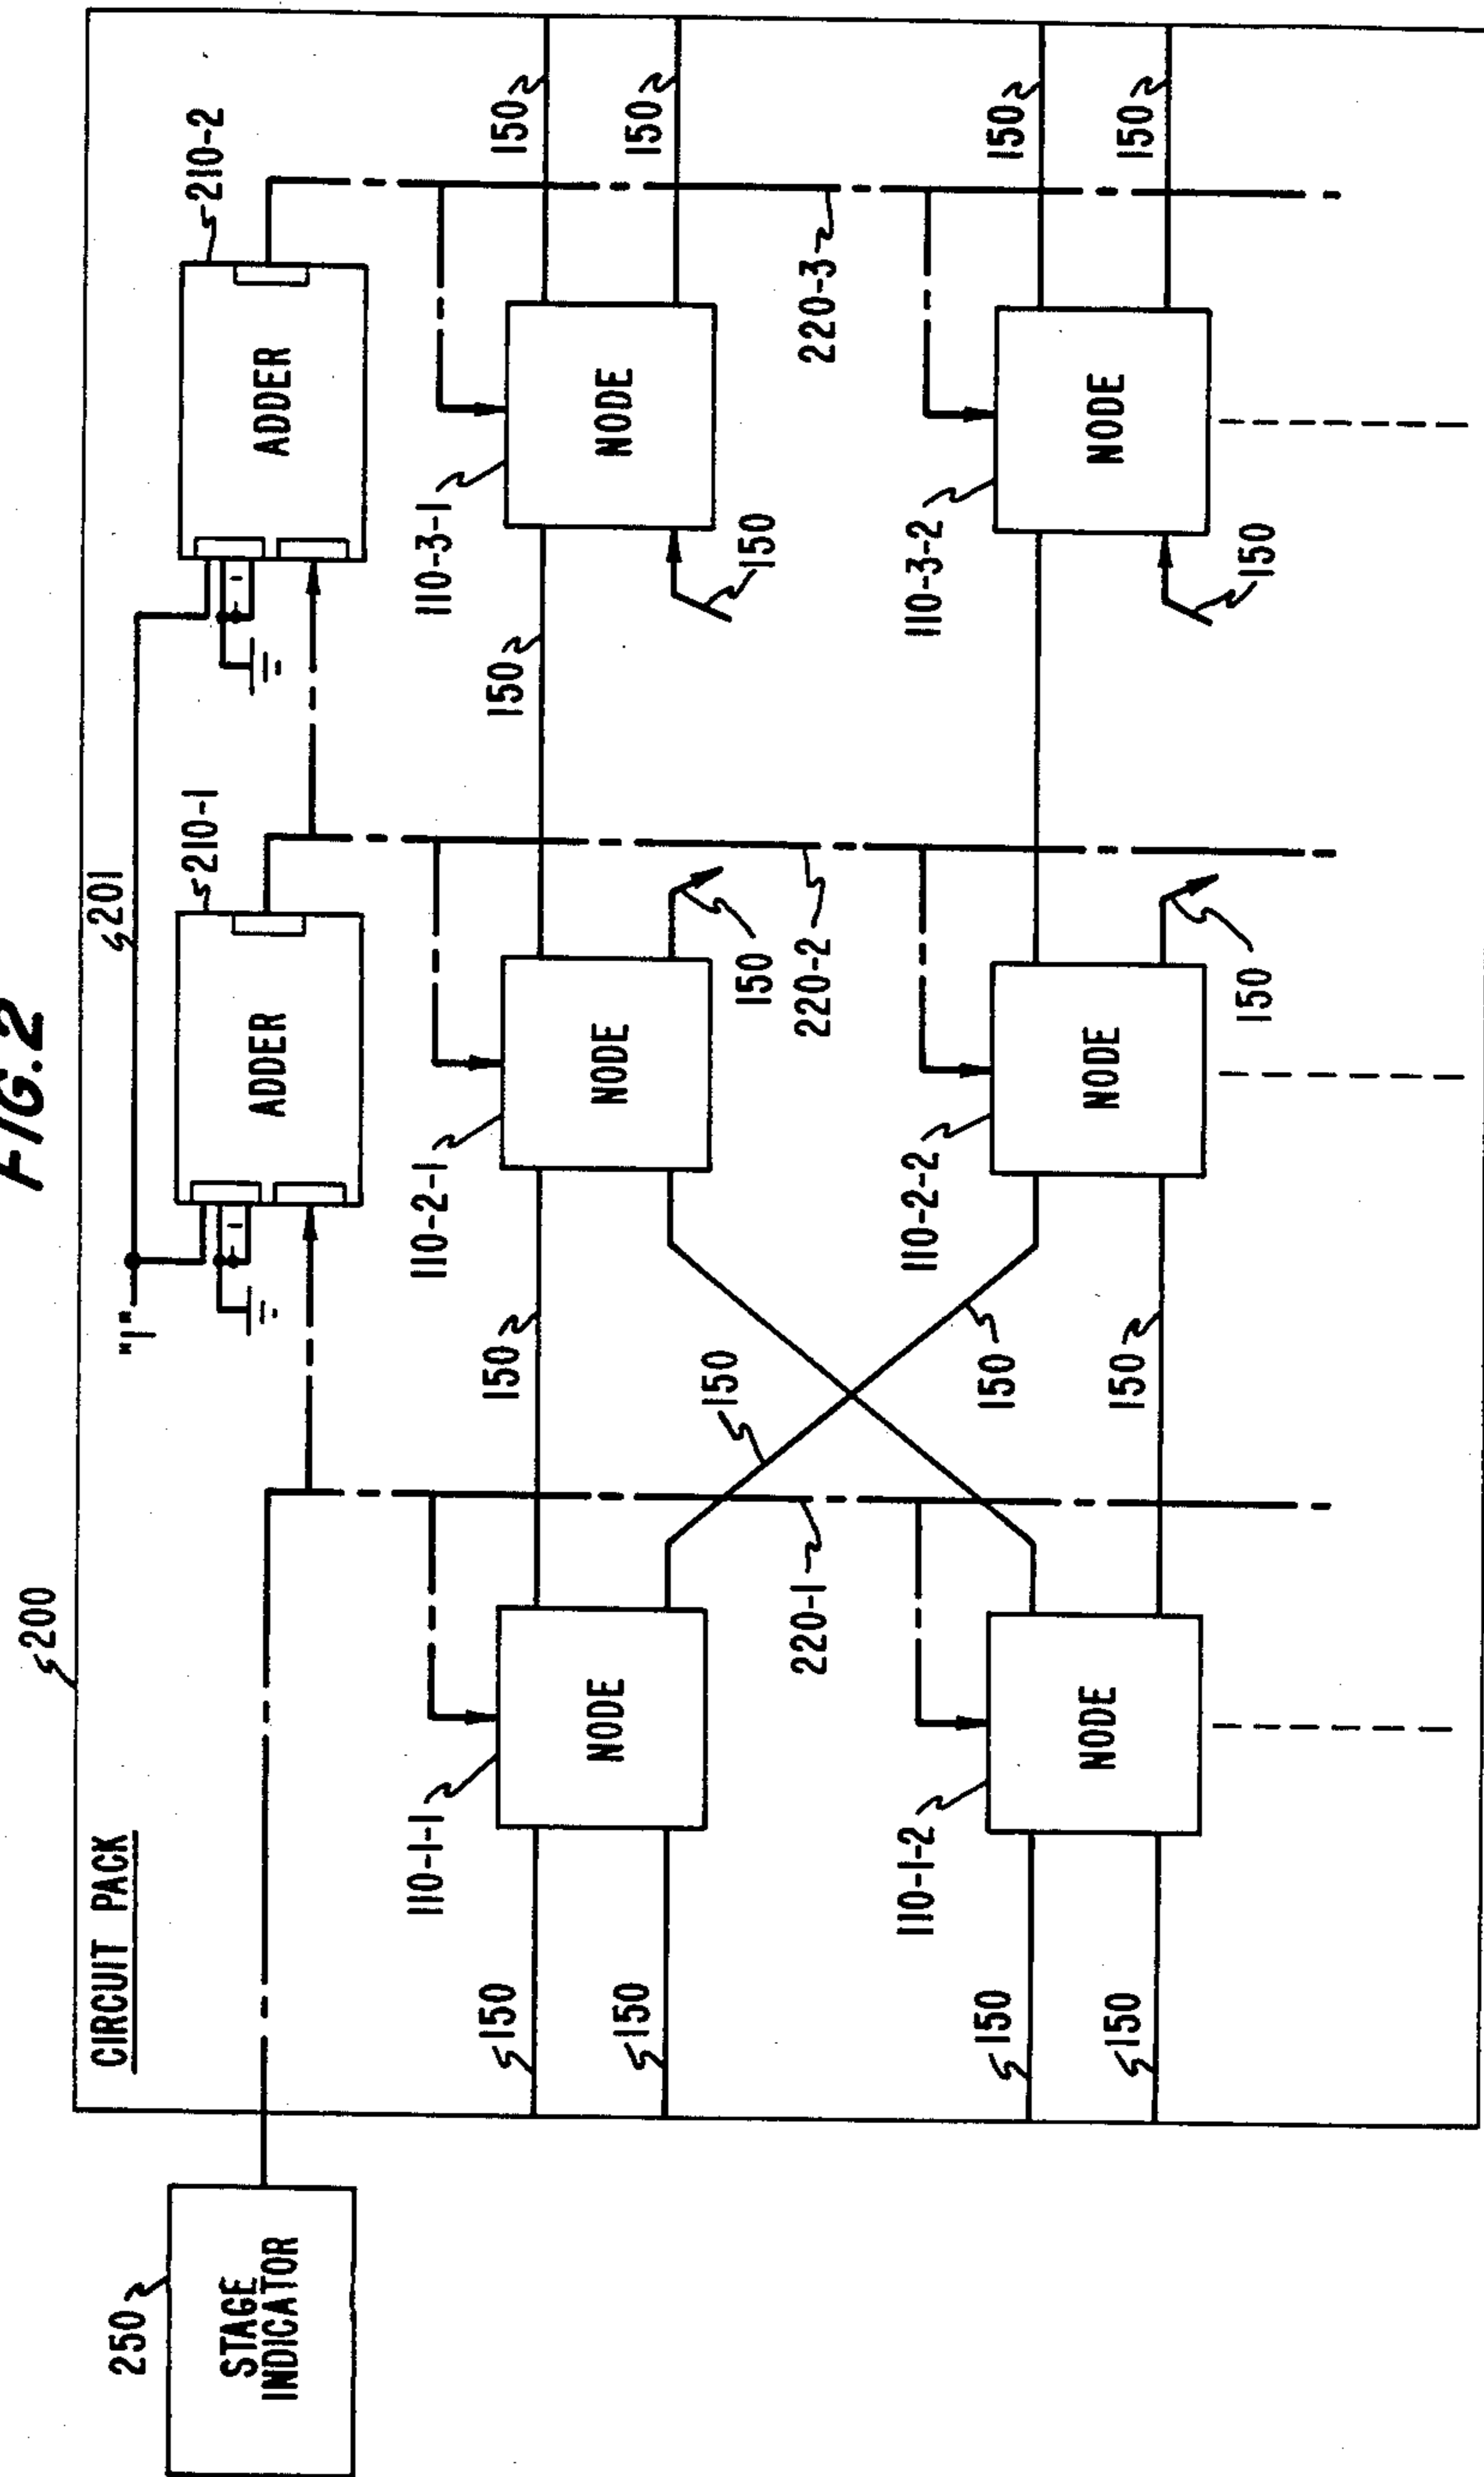 FIG.2
200
CIRCUIT PACK
250
STAGE
INDICATOR
"1"
201
210-1
ADDER
210-2
ADDER
150
150
110-1-1
NODE
150
150
220-1
110-2-1
NODE
150
220-2
150
110-3-1
NODE
150
220-3
150
150
150
150
110-1-2
NODE
150
150
110-2-2
NODE
150
110-3-2
NODE
150
150
150